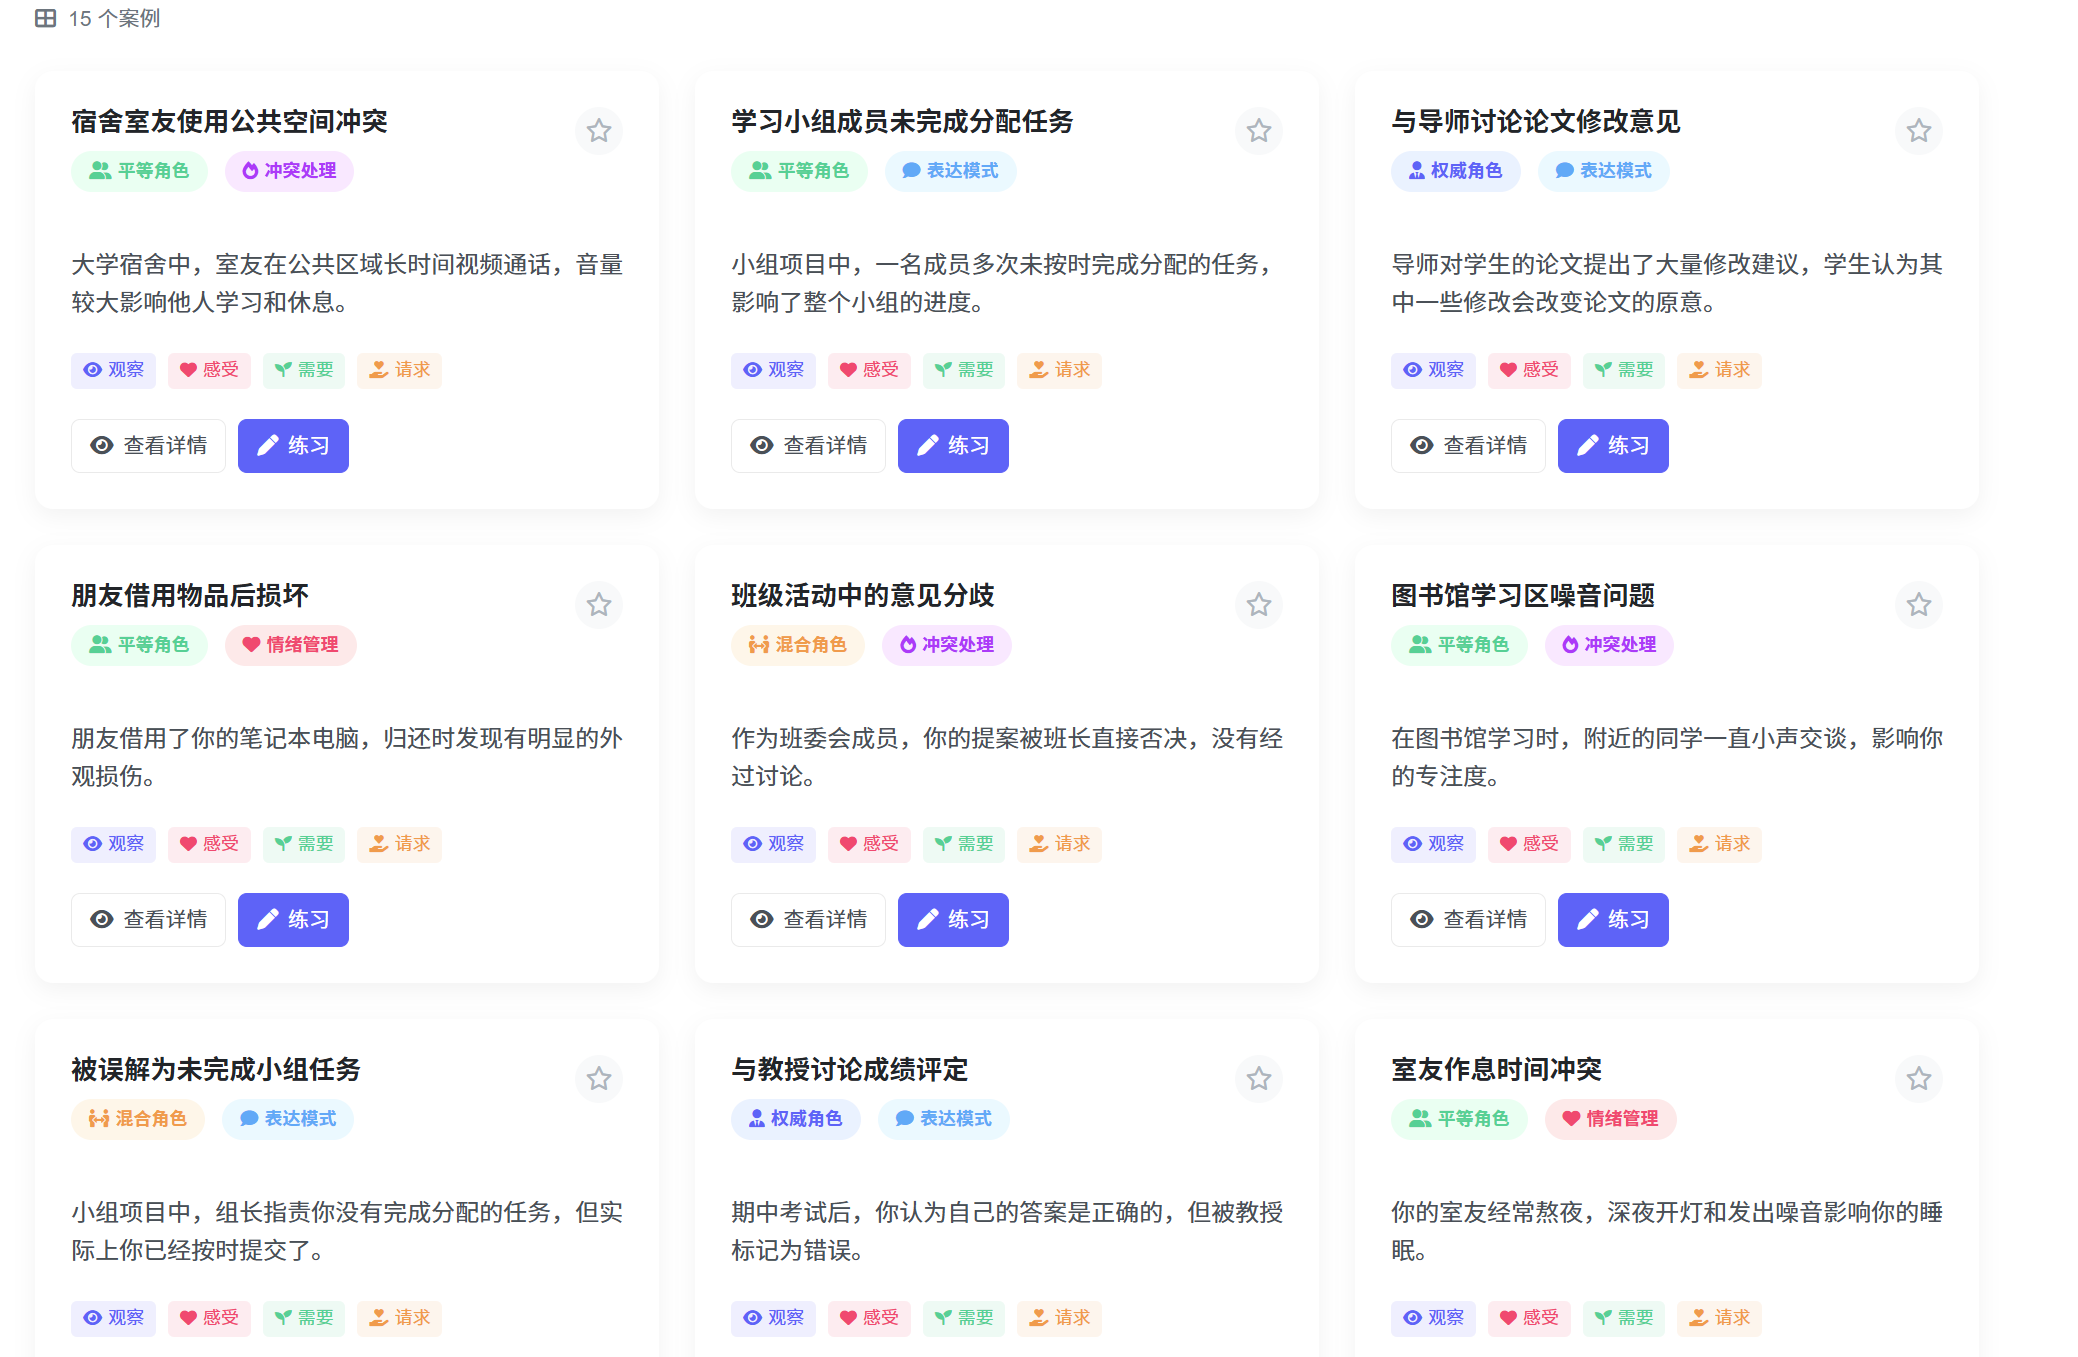 15 个案例
宿舍室友使用公共空间冲突
平等角色 冲突处理
大学宿舍中，室友在公共区域长时间视频通话，音量
较大影响他人学习和休息。
观察 感受 需要 请求
查看详情 练习
学习小组成员未完成分配任务
平等角色 表达模式
小组项目中，一名成员多次未按时完成分配的任务，
影响了整个小组的进度。
观察 感受 需要 请求
查看详情 练习
与导师讨论论文修改意见
权威角色 表达模式
导师对学生的论文提出了大量修改建议，学生认为其
中一些修改会改变论文的原意。
观察 感受 需要 请求
查看详情 练习
朋友借用物品后损坏
平等角色 情绪管理
朋友借用了你的笔记本电脑，归还时发现有明显的外
观损伤。
观察 感受 需要 请求
查看详情 练习
班级活动中的意见分歧
混合角色 冲突处理
作为班委会成员，你的提案被班长直接否决，没有经
过讨论。
观察 感受 需要 请求
查看详情 练习
图书馆学习区噪音问题
平等角色 冲突处理
在图书馆学习时，附近的同学一直小声交谈，影响你
的专注度。
观察 感受 需要 请求
查看详情 练习
被误解为未完成小组任务
混合角色 表达模式
小组项目中，组长指责你没有完成分配的任务，但实
际上你已经按时提交了。
观察 感受 需要 请求
与教授讨论成绩评定
权威角色 表达模式
期中考试后，你认为自己的答案是正确的，但被教授
标记为错误。
观察 感受 需要 请求
室友作息时间冲突
平等角色 情绪管理
你的室友经常熬夜，深夜开灯和发出噪音影响你的睡
眠。
观察 感受 需要 请求